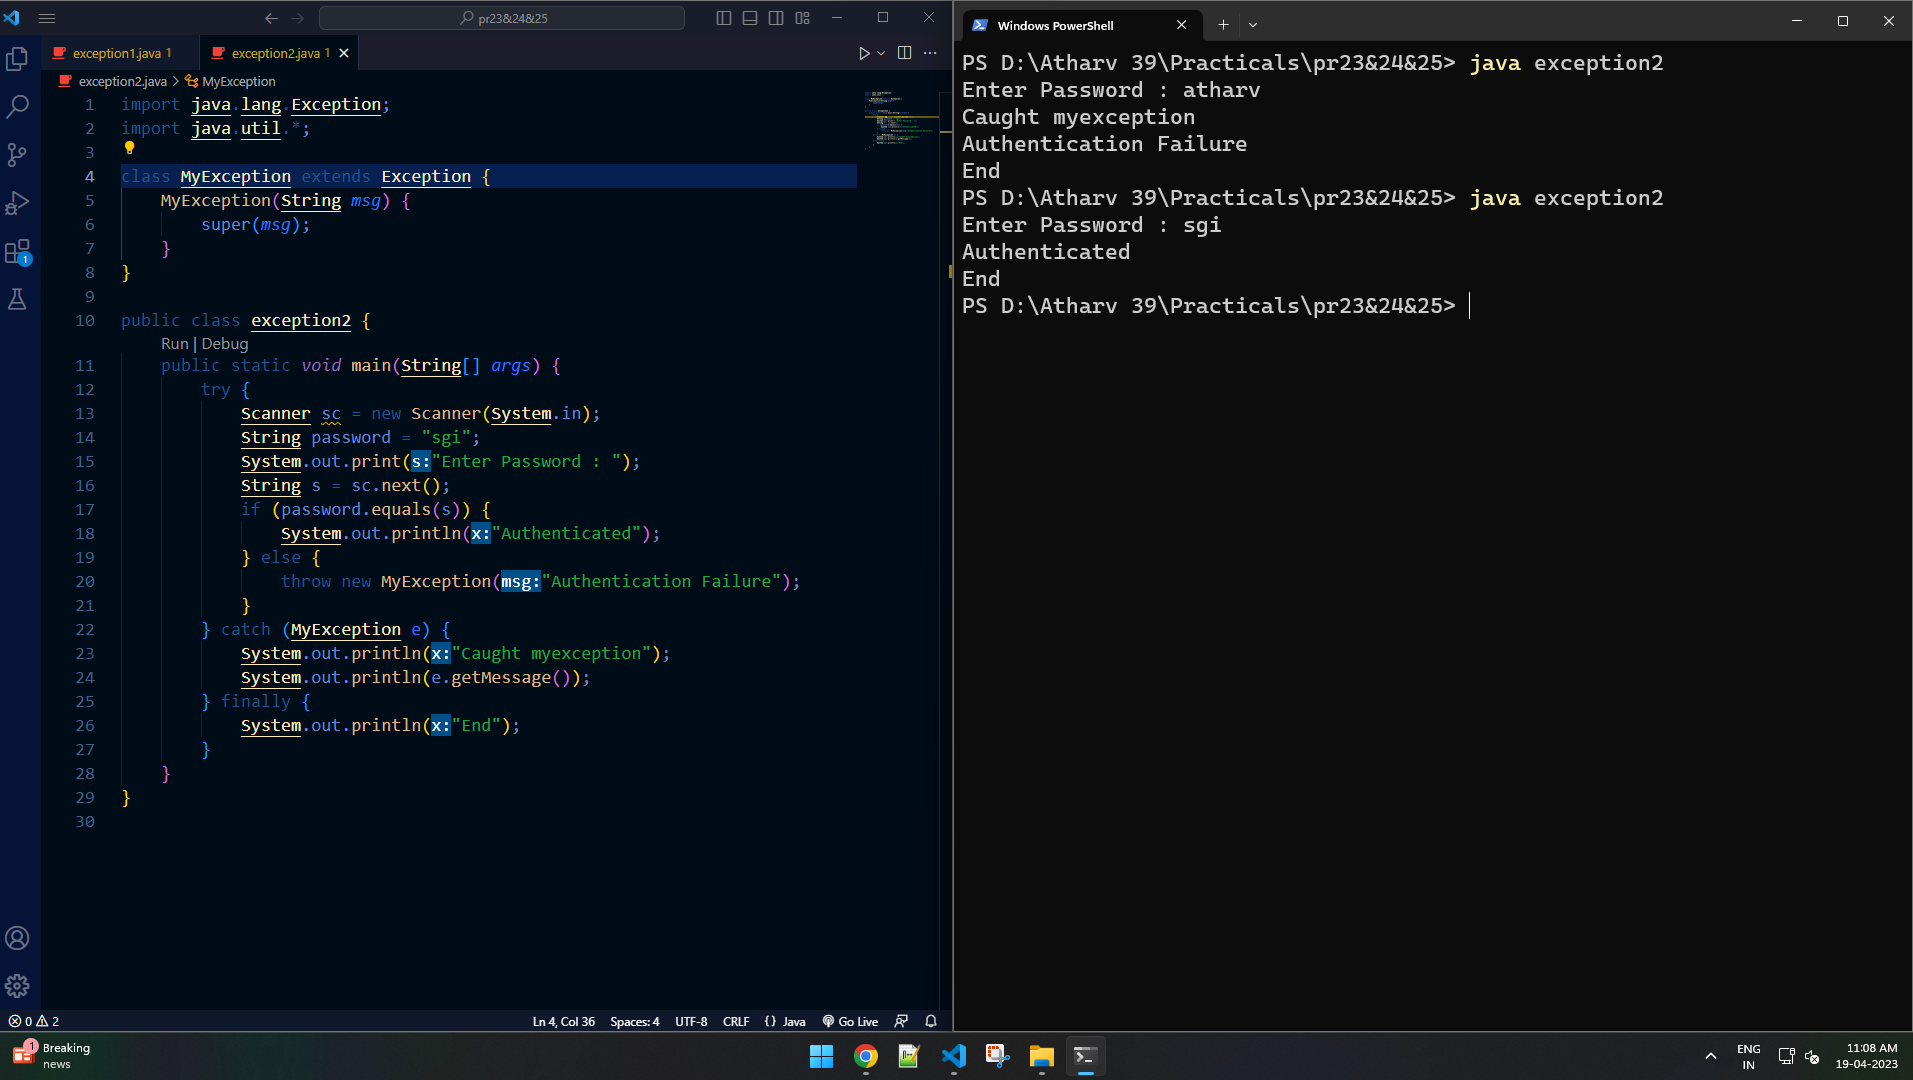 pr23&24&25
exception1.java 1
exception2.java 1
exception2.java > MyException
1 import java.lang.Exception;
2 import java.util.*;
3
4 class MyException extends Exception {
5 MyException(String msg) {
6 super(msg);
7 }
8 }
9
10 public class exception2 {
Run | Debug
11 public static void main(String[] args) {
12 try {
13 Scanner sc = new Scanner(System.in);
14 String password = "sgi";
15 System.out.print(s:"Enter Password : ");
16 String s = sc.next();
17 if (password.equals(s)) {
18 System.out.println(x:"Authenticated");
19 } else {
20 throw new MyException(msg:"Authentication Failure");
21 }
22 } catch (MyException e) {
23 System.out.println(x:"Caught myexception");
24 System.out.println(e.getMessage());
25 } finally {
26 System.out.println(x:"End");
27 }
28 }
29 }
30
1
0 2
Ln 4, Col 36 Spaces: 4 UTF-8 CRLF {} Java Go Live
Windows PowerShell
PS D:\Atharv 39\Practicals\pr23&24&25> java exception2
Enter Password : atharv
Caught myexception
Authentication Failure
End
PS D:\Atharv 39\Practicals\pr23&24&25> java exception2
Enter Password : sgi
Authenticated
End
PS D:\Atharv 39\Practicals\pr23&24&25>
1
Breaking
news
ENG
IN
11:08 AM
19-04-2023